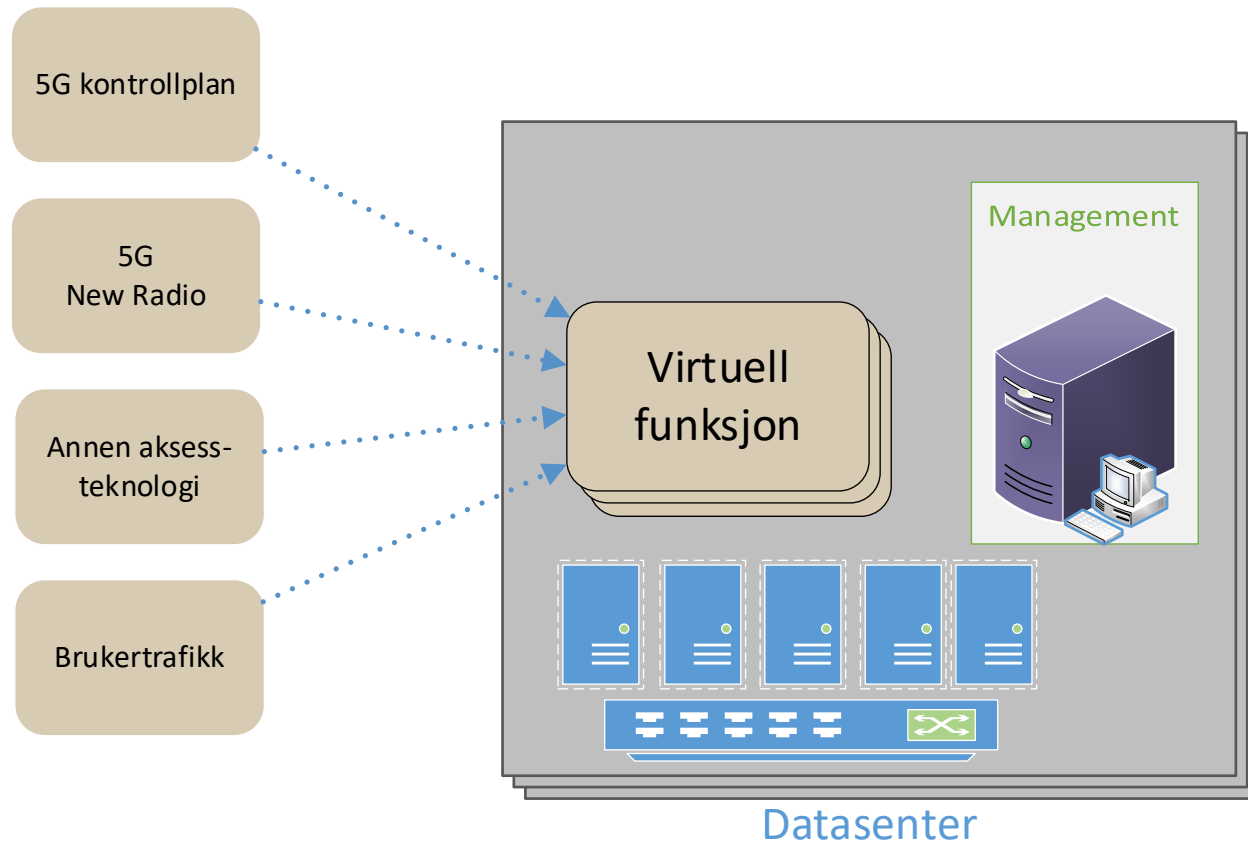 5G kontrollplan
5G
New Radio
Annen aksess-
teknologi
Brukertrafikk
Virtuell
funksjon
Management
Datasenter